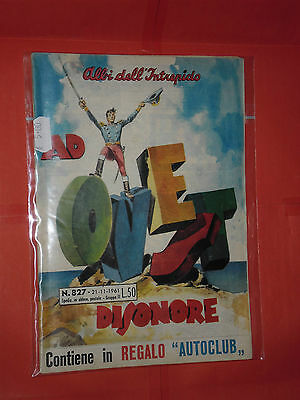 Albi dell'Intrepido
AD
OVEST
DISONORE
N. 827 - 21-11-1961
Spediz. in abbon. postale - Gruppo II
L. 50
Contiene in REGALO "AUTOCLUB"